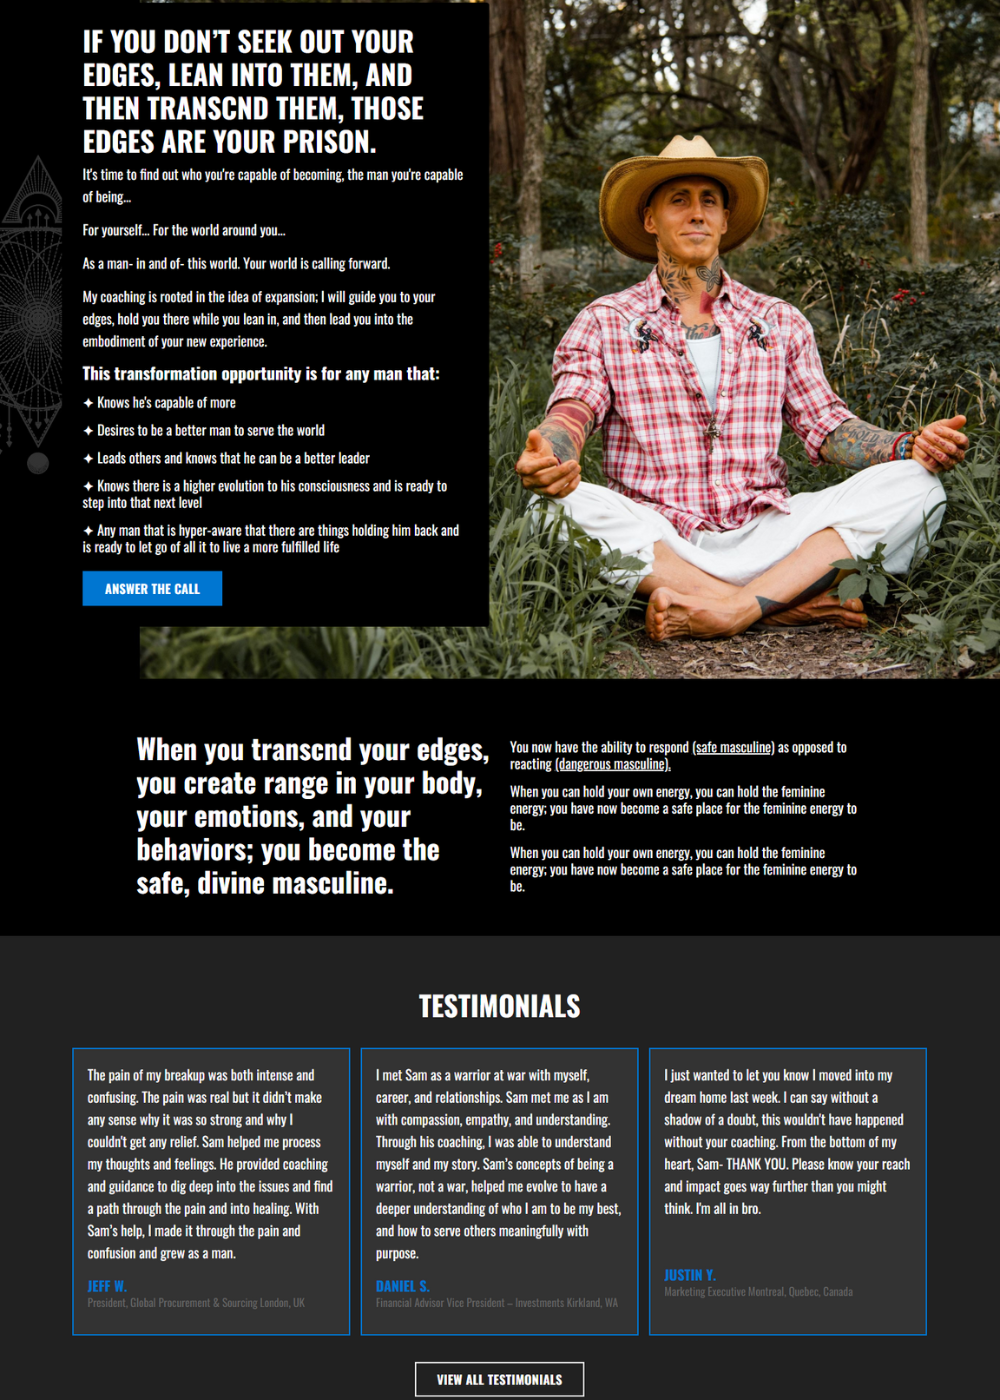 IF YOU DON'T SEEK OUT YOUR
EDGES, LEAN INTO THEM, AND
THEN TRANSCND THEM, THOSE
EDGES ARE YOUR PRISON.
It's time to find out who you're capable of becoming, the man you're capable
of being...
For yourself... For the world around you...
As a man- in and of- this world. Your world is calling forward.
My coaching is rooted in the idea of expansion; I will guide you to your
edges, hold you there while you lean in, and then lead you into the
embodiment of your new experience.
This transformation opportunity is for any man that:
✦ Knows he's capable of more
✦ Desires to be a better man to serve the world
✦ Leads others and knows that he can be a better leader
✦ Knows there is a higher evolution to his consciousness and is ready to
step into that next level
✦ Any man that is hyper-aware that there are things holding him back and
is ready to let go of all it to live a more fulfilled life
ANSWER THE CALL
When you transcnd your edges,
you create range in your body,
your emotions, and your
behaviors; you become the
safe, divine masculine.
You now have the ability to respond (safe masculine) as opposed to
reacting (dangerous masculine).
When you can hold your own energy, you can hold the feminine
energy; you have now become a safe place for the feminine energy to
be.
When you can hold your own energy, you can hold the feminine
energy; you have now become a safe place for the feminine energy to
be.
TESTIMONIALS
The pain of my breakup was both intense and
confusing. The pain was real but it didn't make
any sense why it was so strong and why I
couldn't get any relief. Sam helped me process
my thoughts and feelings. He provided coaching
and guidance to dig deep into the issues and find
a path through the pain and into healing. With
Sam's help, I made it through the pain and
confusion and grew as a man.
JEFF W.
President, Global Procurement & Sourcing London, UK
I met Sam as a warrior at war with myself,
career, and relationships. Sam met me as I am
with compassion, empathy, and understanding.
Through his coaching, I was able to understand
myself and my story. Sam's concepts of being a
warrior, not a war, helped me evolve to have a
deeper understanding of who I am to be my best,
and how to serve others meaningfully with
purpose.
DANIEL S.
Financial Advisor Vice President – Investments Kirkland, WA
I just wanted to let you know I moved into my
dream home last week. I can say without a
shadow of a doubt, this wouldn't have happened
without your coaching. From the bottom of my
heart, Sam- THANK YOU. Please know your reach
and impact goes way further than you might
think. I'm all in bro.
JUSTIN Y.
Marketing Executive Montreal, Quebec, Canada
VIEW ALL TESTIMONIALS